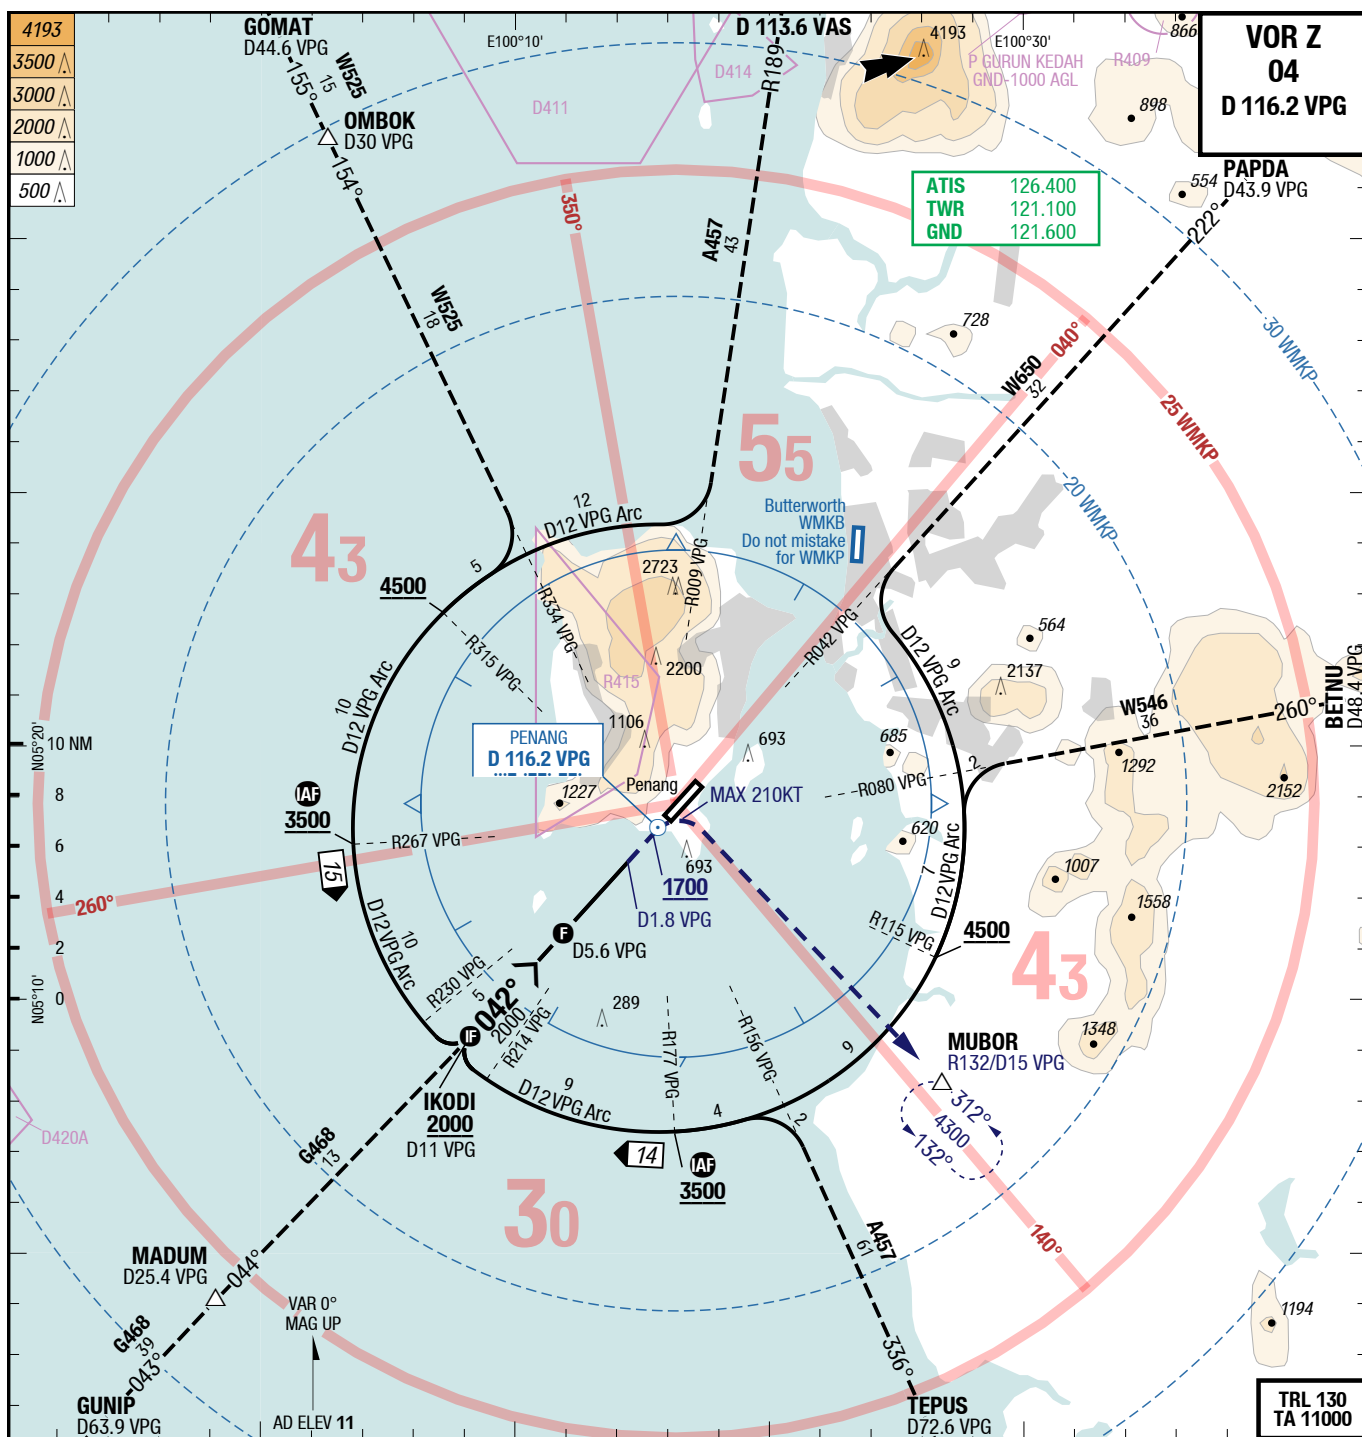 4193
3500
3000
2000
1000
500
GOMAT
D44.6 VPG
155°
15
W525
OMBOK
D30 VPG
154°
W525
18
E100°10'
D411
D414
D 113.6 VAS
R189
A457
43
4193
P GURUN KEDAH
GND-1000 AGL
E100°30'
R409
866
898
VOR Z
04
D 116.2 VPG
PAPDA
D43.9 VPG
554
222°
ATIS 126.400
TWR 121.100
GND 121.600
350°
728
W650
32
040°
30 WMKP
25 WMKP
20 WMKP
55
43
Butterworth
WMKB
Do not mistake
for WMKP
12
D12 VPG Arc
5
4500
R315 VPG
R334 VPG
2723
R009 VPG
R042 VPG
2200
R415
1106
9
D12 VPG Arc
564
2137
W546
36
260°
BETNU
D48.4 VPG
10
D12 VPG Arc
PENANG
D 116.2 VPG
693
685
1292
2
2152
N05°20'
10 NM
8
6
4
2
0
N05°10'
IAF
3500
1227
Penang
MAX 210KT
R080 VPG
R267 VPG
15
620
693
1700
D1.8 VPG
7
D12VPG Arc
1007
1558
260°
10
D12 VPG Arc
F
D5.6 VPG
R115 VPG
4500
43
R230 VPG
5
042°
2000
R214 VPG
289
R177 VPG
R156 VPG
1348
IF
IKODI
2000
D11 VPG
9
D12 VPG Arc
4
9
2
MUBOR
R132/D15 VPG
312°
4300
132°
D420A
G468
13
14
IAF
3500
30
A457
61
140°
MADUM
D25.4 VPG
044°
VAR 0°
MAG UP
1194
G468
39
043°
336°
GUNIP
D63.9 VPG
AD ELEV 11
TEPUS
D72.6 VPG
TRL 130
TA 11000